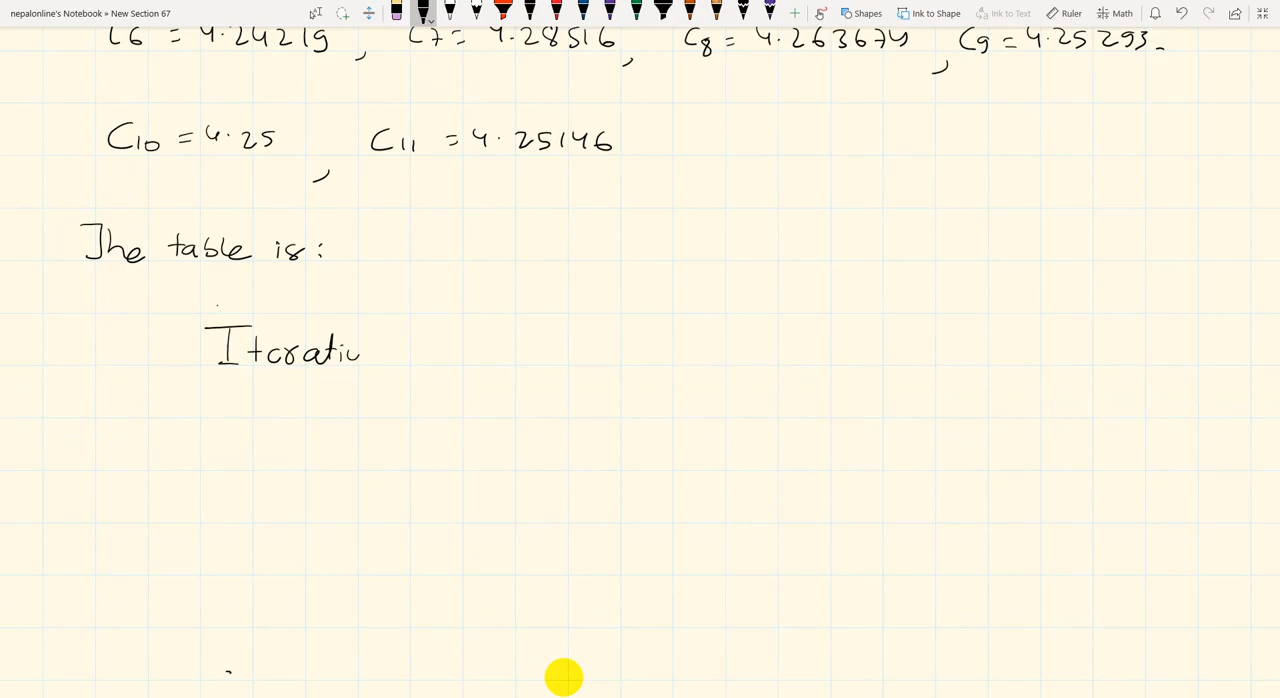 nepalonline's Notebook » New Section 67
Shapes Ink to Shape Ink to Text Ruler Math
C6 = 4.24219, C7 = 4.28516, C8 = 4.263674, C9 = 4.25293.
C10 = 4.25, C11 = 4.25146
The table is:
Iteratio